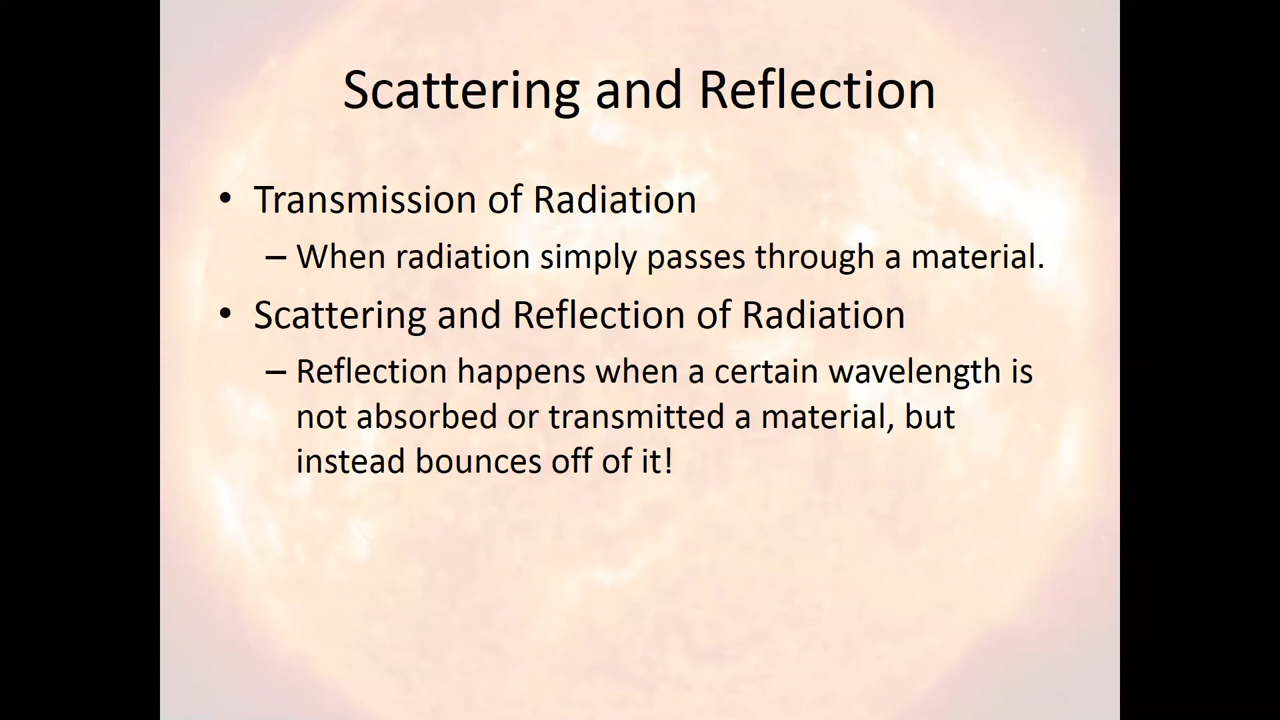 Scattering and Reflection
• Transmission of Radiation
– When radiation simply passes through a material.
• Scattering and Reflection of Radiation
– Reflection happens when a certain wavelength is
not absorbed or transmitted a material, but
instead bounces off of it!